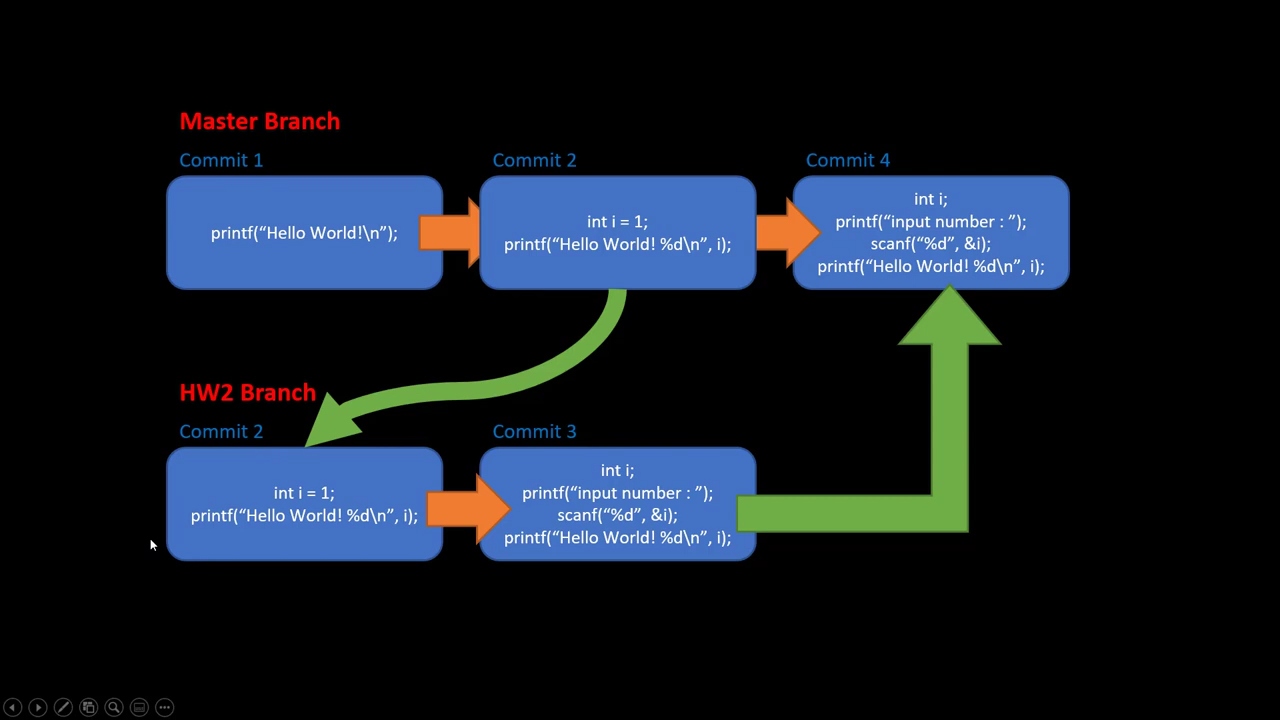 Master Branch
Commit 1
printf(“Hello World!\n”);
Commit 2
int i = 1;
printf(“Hello World! %d\n”, i);
Commit 4
int i;
printf(“input number : ”);
scanf(“%d”, &i);
printf(“Hello World! %d\n”, i);
HW2 Branch
Commit 2
int i = 1;
printf(“Hello World! %d\n”, i);
Commit 3
int i;
printf(“input number : ”);
scanf(“%d”, &i);
printf(“Hello World! %d\n”, i);